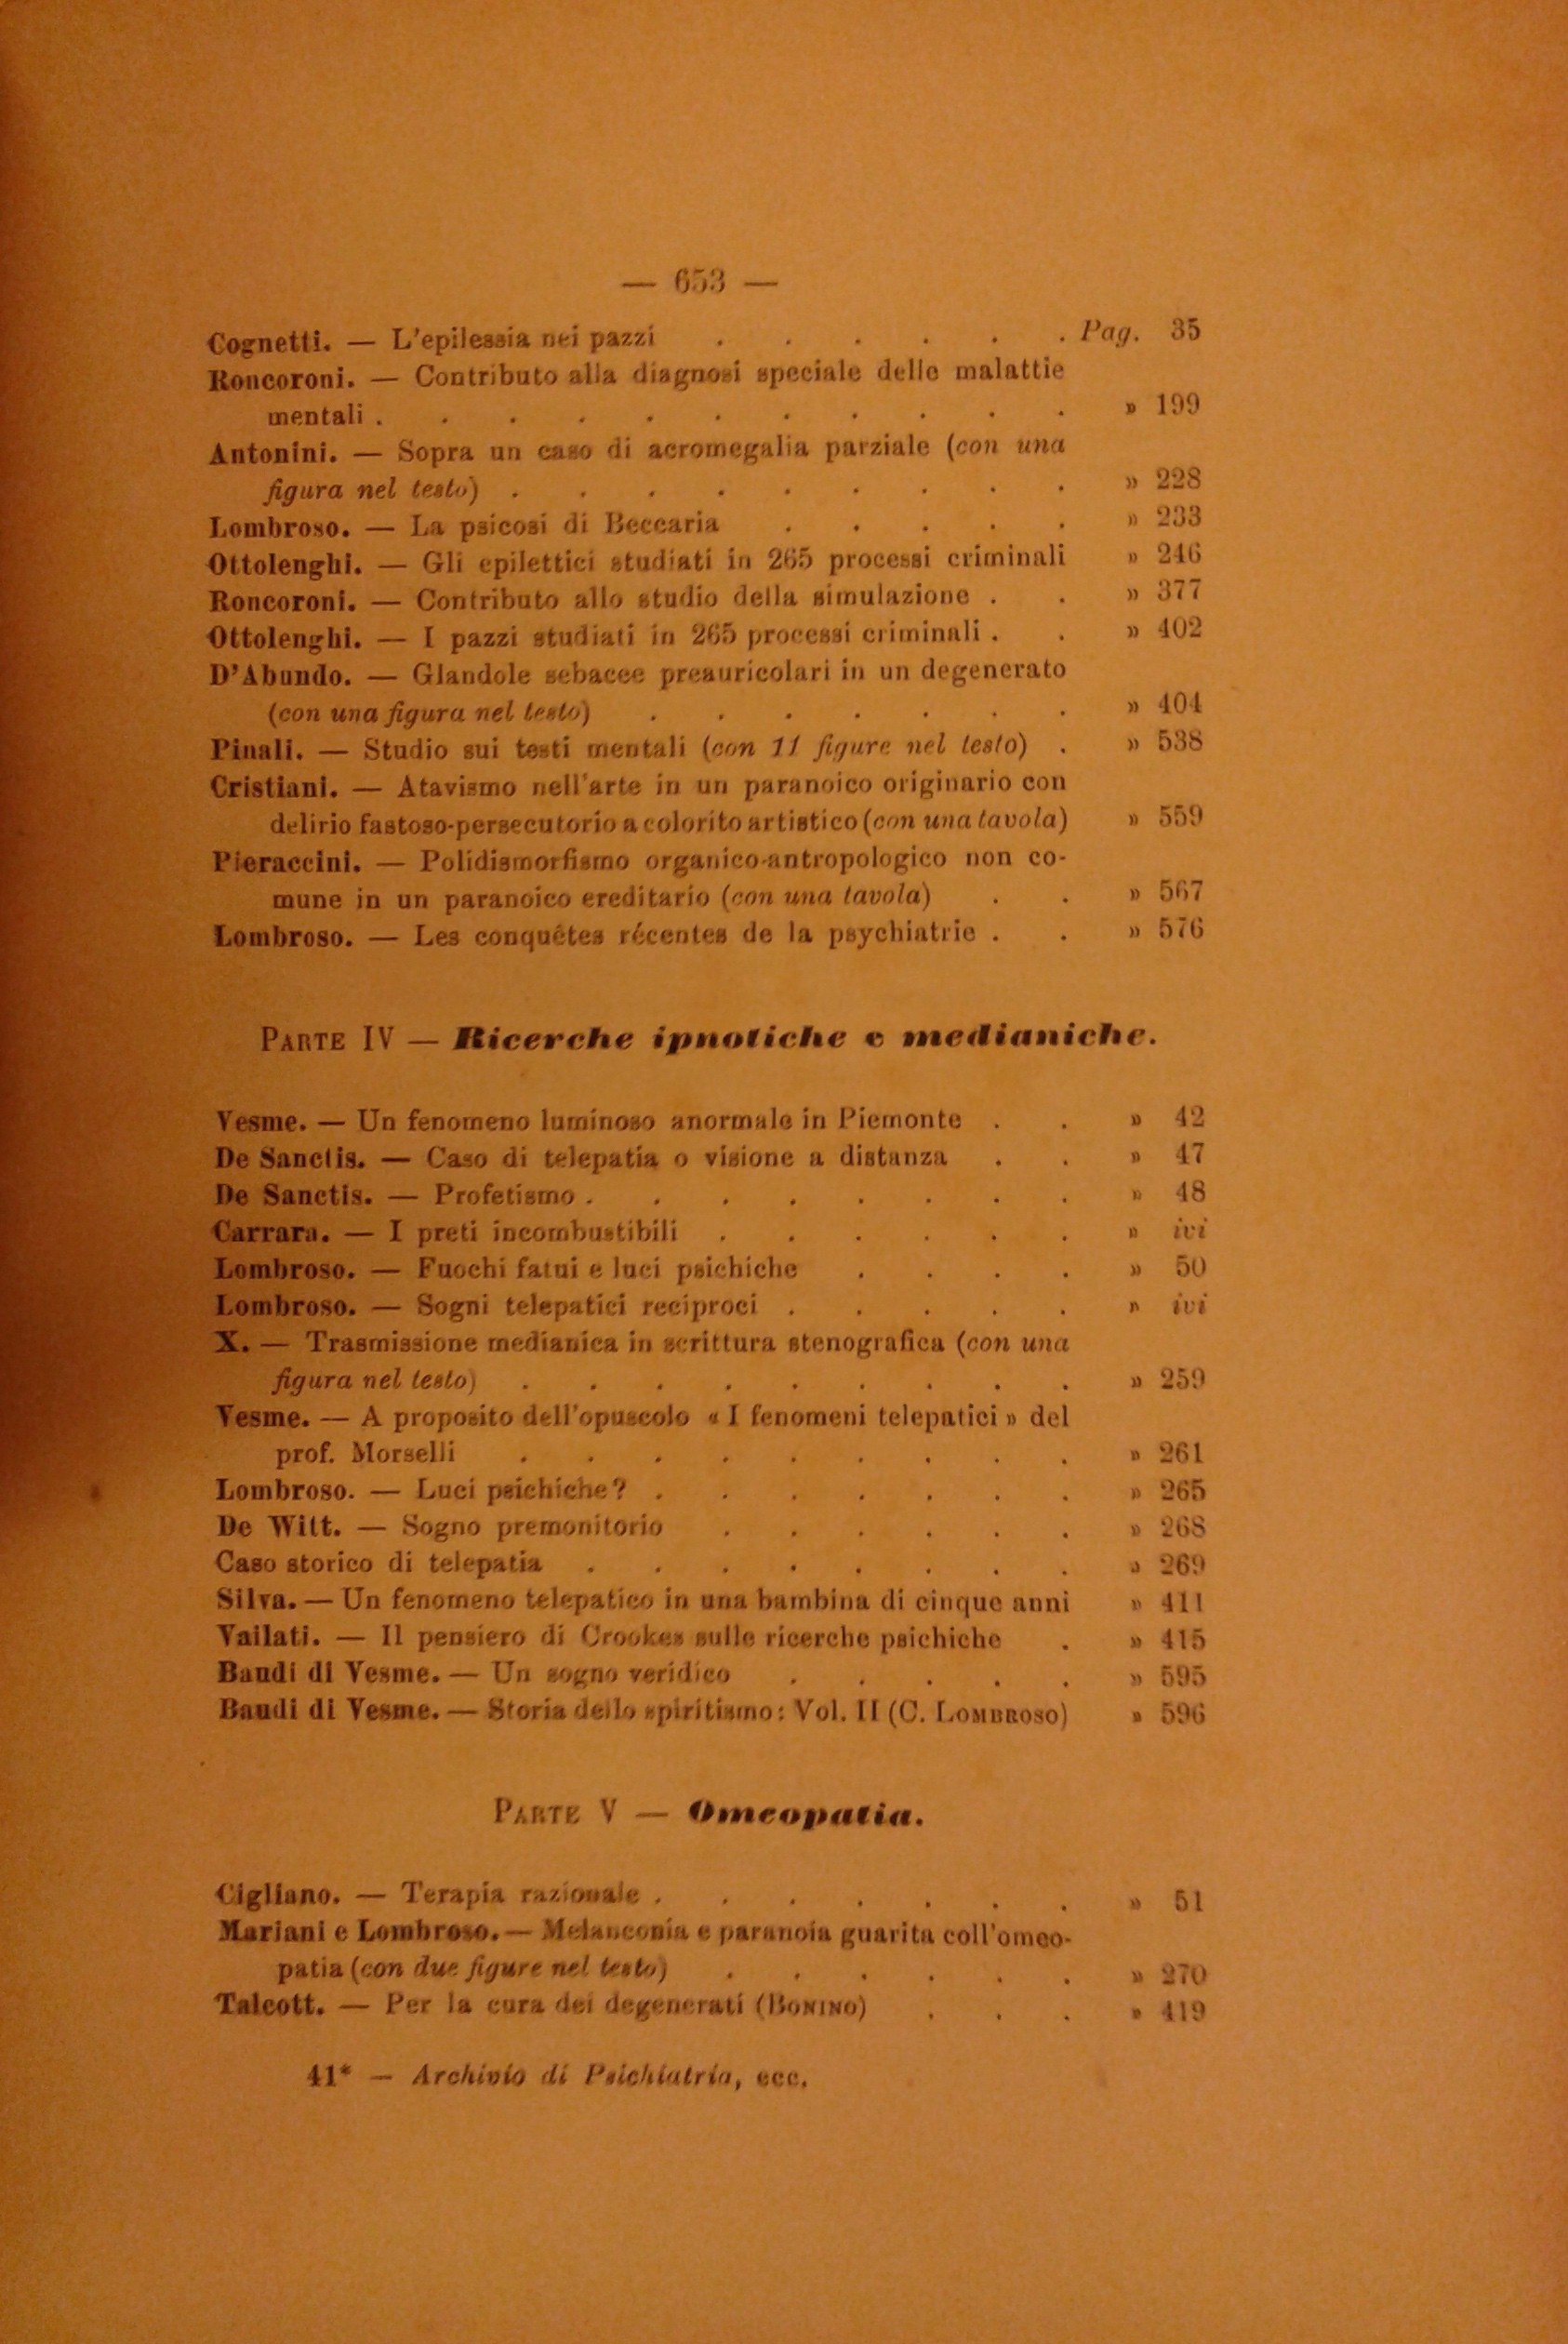 — 653 —
Cognetti. — L'epilessia nei pazzi . . . . . . Pag. 35
Roncoroni. — Contributo alla diagnosi speciale delle malattie
mentali . . . . . . . . . . . » 199
Antonini. — Sopra un caso di acromegalia parziale (con una
figura nel testo) . . . . . . . . . » 228
Lombroso. — La psicosi di Beccaria . . . . . » 233
Ottolenghi. — Gli epilettici studiati in 265 processi criminali » 246
Roncoroni. — Contributo allo studio della simulazione . . » 377
Ottolenghi. — I pazzi studiati in 265 processi criminali . . » 402
D'Abundo. — Glandole sebacee preauricolari in un degenerato
(con una figura nel testo) . . . . . . . » 404
Pinali. — Studio sui testi mentali (con 11 figure nel testo) . » 538
Cristiani. — Atavismo nell'arte in un paranoico originario con
delirio fastoso-persecutorio a colorito artistico (con una tavola) » 559
Pieraccini. — Polidismorfismo organico-antropologico non co-
mune in un paranoico ereditario (con una tavola) . . » 567
Lombroso. — Les conquêtes récentes de la psychiatrie . . » 576
Parte IV — Ricerche ipnotiche e medianiche.
Vesme. — Un fenomeno luminoso anormale in Piemonte . . » 42
De Sanctis. — Caso di telepatia o visione a distanza . . » 47
De Sanctis. — Profetismo . . . . . . . . » 48
Carrara. — I preti incombustibili . . . . . . » ivi
Lombroso. — Fuochi fatui e luci psichiche . . . . » 50
Lombroso. — Sogni telepatici reciproci . . . . . » ivi
X. — Trasmissione medianica in scrittura stenografica (con una
figura nel testo) . . . . . . . . . » 259
Vesme. — A proposito dell'opuscolo « I fenomeni telepatici » del
prof. Morselli . . . . . . . . . » 261
Lombroso. — Luci psichiche ? . . . . . . . » 265
De Witt. — Sogno premonitorio . . . . . . » 268
Caso storico di telepatia . . . . . . . . » 269
Silva. — Un fenomeno telepatico in una bambina di cinque anni » 411
Vailati. — Il pensiero di Crookes sulle ricerche psichiche . » 415
Baudi di Vesme. — Un sogno veridico . . . . . » 595
Baudi di Vesme. — Storia dello spiritismo: Vol. II (C. Lombroso) » 596
Parte V — Omeopatia.
Cigliano. — Terapia razionale . . . . . . . » 51
Mariani e Lombroso. — Melanconia e paranoia guarita coll'omeo-
patia (con due figure nel testo) . . . . . . » 270
Talcott. — Per la cura dei degenerati (Bonino) . . . » 419
41* — Archivio di Psichiatria, ecc.